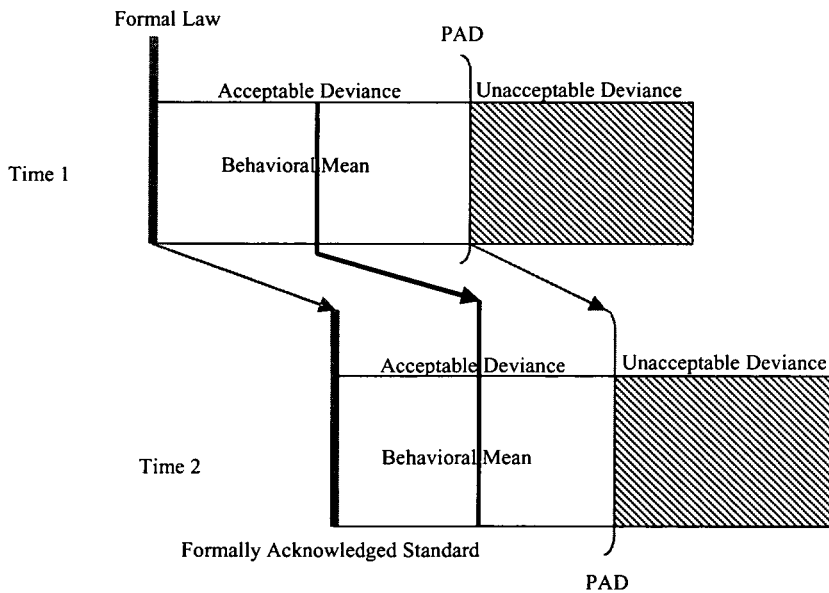 Formal Law
PAD
Acceptable Deviance
Unacceptable Deviance
Behavioral Mean
Time 1
Acceptable Deviance
Unacceptable Deviance
Behavioral Mean
Time 2
Formally Acknowledged Standard
PAD